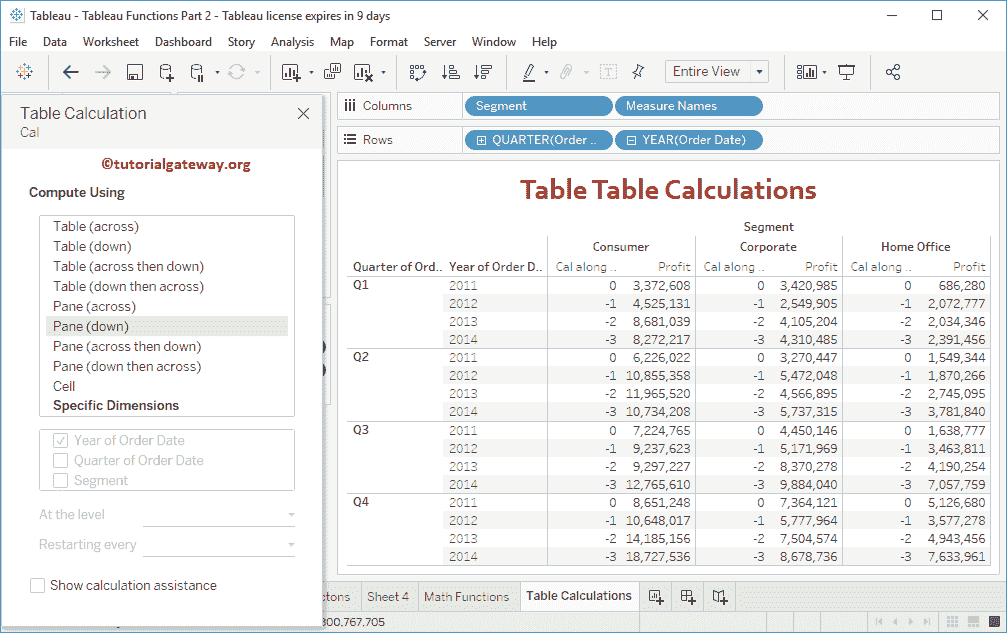 Tableau - Tableau Functions Part 2 - Tableau license expires in 9 days
File Data Worksheet Dashboard Story Analysis Map Format Server Window Help
Entire View
Table Calculation
Cal
©tutorialgateway.org
Compute Using
Table (across)
Table (down)
Table (across then down)
Table (down then across)
Pane (across)
Pane (down)
Pane (across then down)
Pane (down then across)
Cell
Specific Dimensions
Year of Order Date
Quarter of Order Date
Segment
At the level
Restarting every
Show calculation assistance
Columns Segment Measure Names
Rows QUARTER(Order .. YEAR(Order Date)
Table Table Calculations
Segment
Consumer Corporate Home Office
Quarter of Ord.. Year of Order D.. Cal along .. Profit Cal along .. Profit Cal along .. Profit
Q1 2011 0 3,372,608 0 3,420,985 0 686,280
2012 -1 4,525,131 -1 2,549,905 -1 2,072,777
2013 -2 8,681,039 -2 4,105,204 -2 2,034,346
2014 -3 8,272,217 -3 4,310,485 -3 2,391,456
Q2 2011 0 6,226,022 0 3,270,447 0 1,549,344
2012 -1 10,855,358 -1 5,472,048 -1 1,870,266
2013 -2 11,965,520 -2 4,566,895 -2 2,745,095
2014 -3 10,734,208 -3 5,737,315 -3 3,781,840
Q3 2011 0 7,224,765 0 4,450,146 0 1,638,777
2012 -1 9,237,623 -1 5,171,969 -1 3,463,811
2013 -2 9,297,227 -2 8,370,278 -2 4,190,254
2014 -3 12,765,610 -3 9,884,040 -3 7,057,759
Q4 2011 0 8,651,248 0 7,364,121 0 5,126,680
2012 -1 10,648,017 -1 5,777,964 -1 3,577,278
2013 -2 14,185,156 -2 7,504,574 -2 4,943,456
2014 -3 18,727,536 -3 8,678,736 -3 7,633,961
ctons Sheet 4 Math Functions Table Calculations
300,767,705